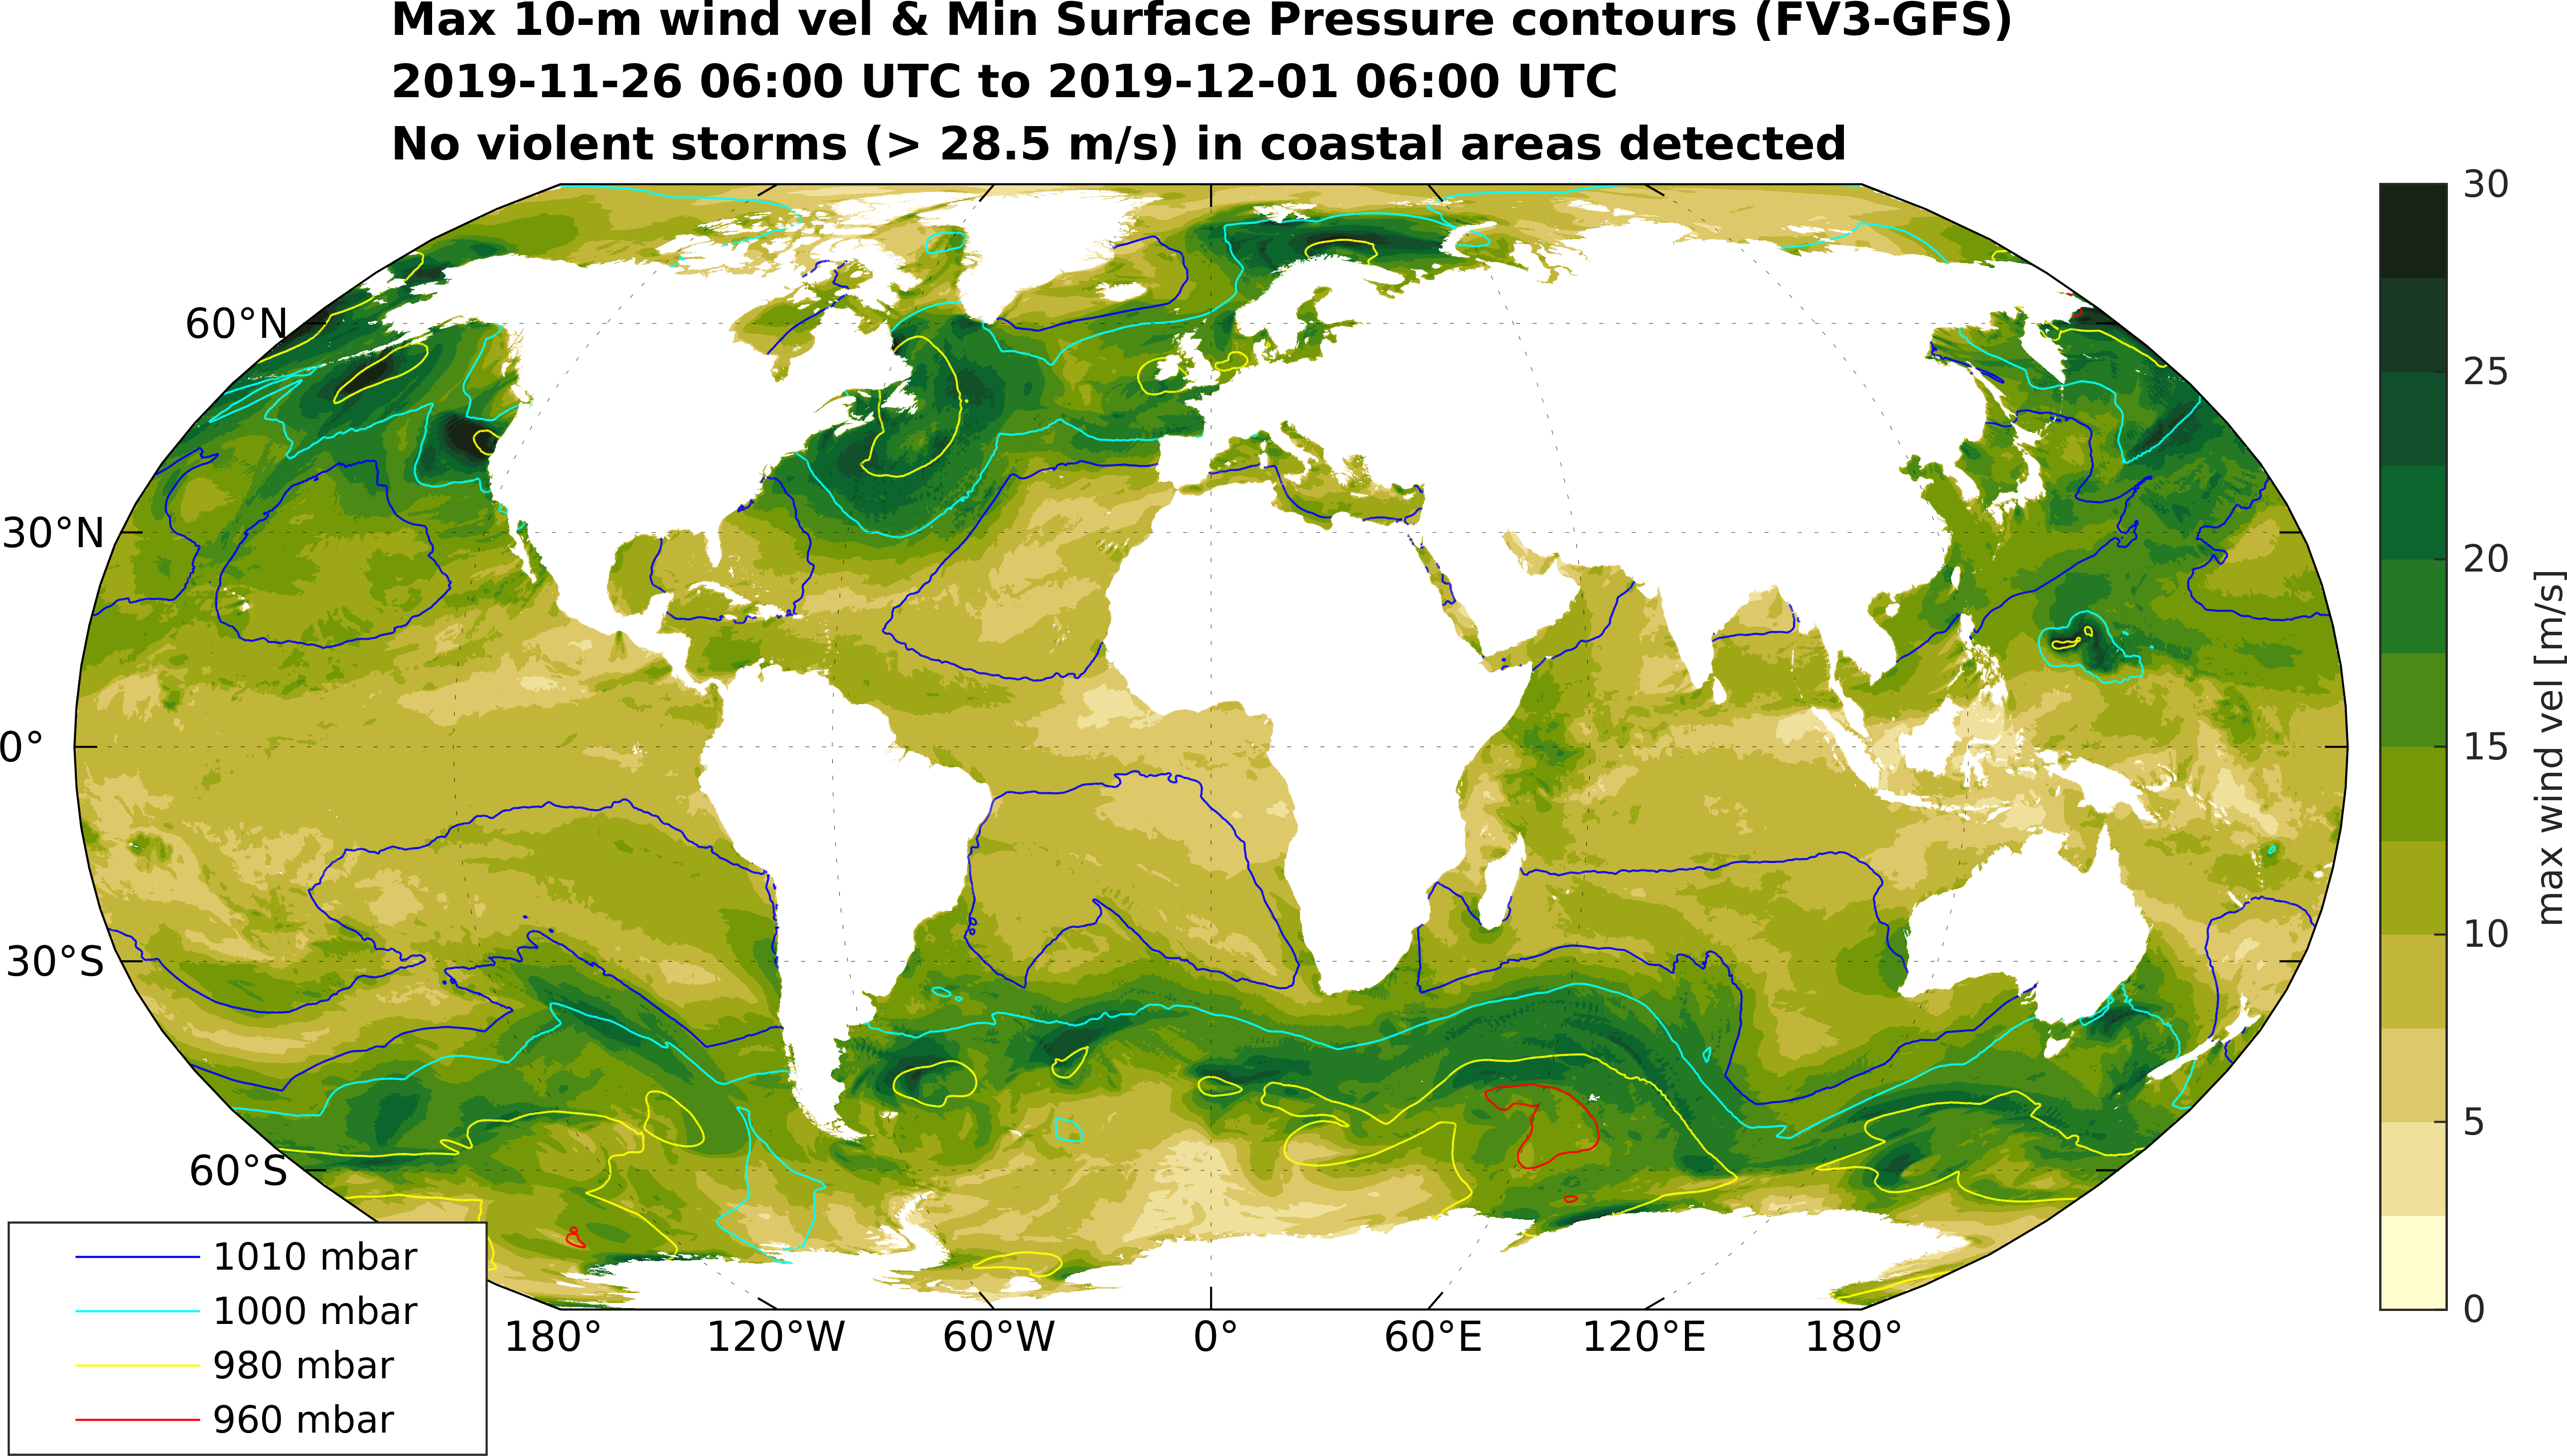 Max 10-m wind vel & Min Surface Pressure contours (FV3-GFS)
2019-11-26 06:00 UTC to 2019-12-01 06:00 UTC
No violent storms (> 28.5 m/s) in coastal areas detected
60°N
30°N
0°
30°S
60°S
180°
120°W
60°W
0°
60°E
120°E
180°
30
25
20
15
10
5
0
max wind vel [m/s]
1010 mbar
1000 mbar
980 mbar
960 mbar